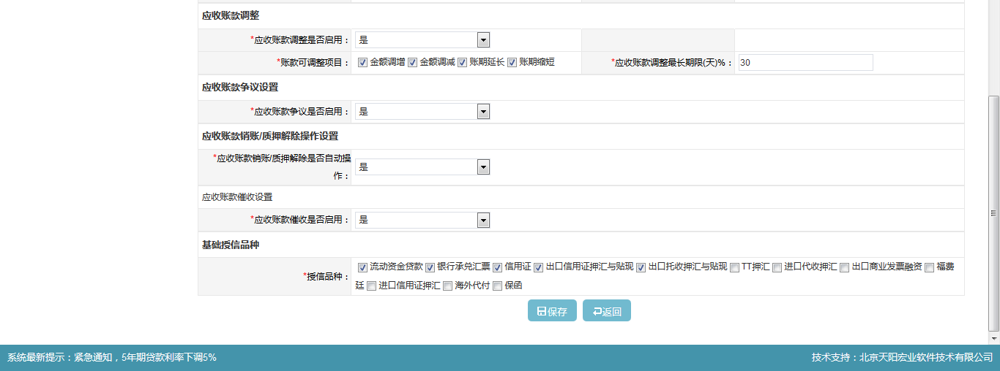 应收账款调整
*应收账款调整是否启用： 是
*账款可调整项目： 金额调增 金额调减 账期延长 账期缩短 *应收账款调整最长期限(天)%： 30
应收账款争议设置
*应收账款争议是否启用： 是
应收账款销账/质押解除操作设置
*应收账款销账/质押解除是否自动操
作： 是
应收账款催收设置
*应收账款催收是否启用： 是
基础授信品种
*授信品种： 流动资金贷款 银行承兑汇票 信用证 出口信用证押汇与贴现 出口托收押汇与贴现 TT押汇 进口代收押汇 出口商业发票融资 福费
廷 进口信用证押汇 海外代付 保函
保存 返回
系统最新提示：紧急通知，5年期贷款利率下调5% 技术支持：北京天阳宏业软件技术有限公司